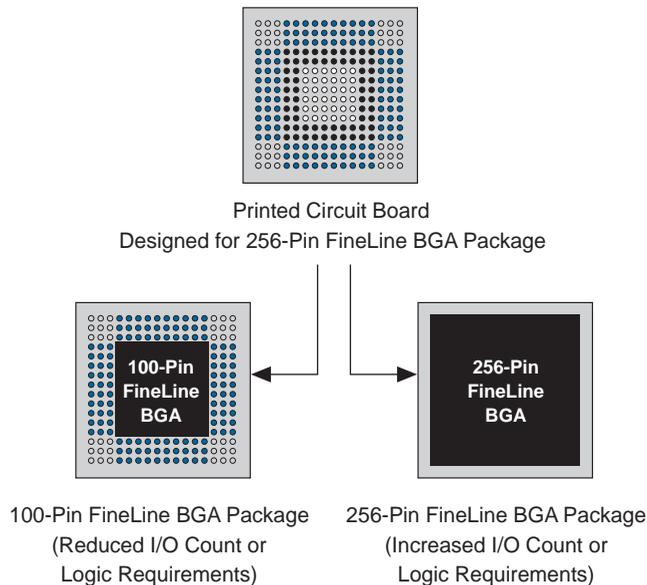 Printed Circuit Board
Designed for 256-Pin FineLine BGA Package
100-Pin
FineLine
BGA
256-Pin
FineLine
BGA
100-Pin FineLine BGA Package
(Reduced I/O Count or
Logic Requirements)
256-Pin FineLine BGA Package
(Increased I/O Count or
Logic Requirements)